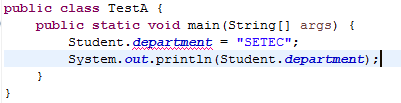 public class TestA {
    public static void main(String[] args) {
        Student.department = "SETEC";
        System.out.println(Student.department);
    }
}